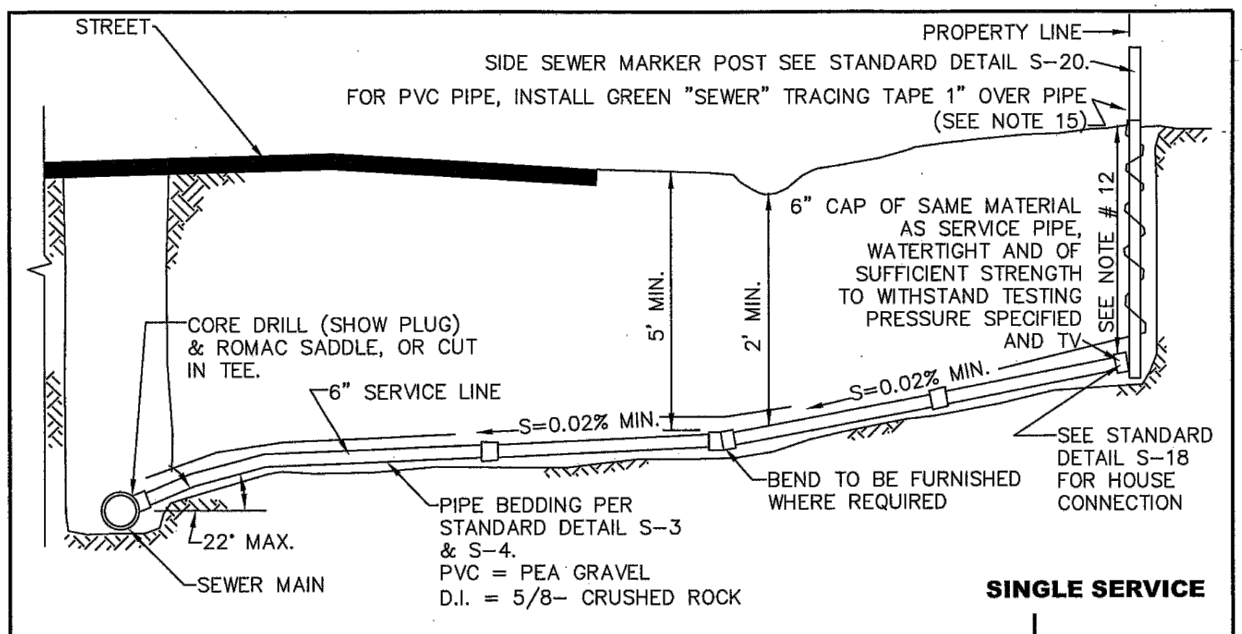 STREET
PROPERTY LINE
SIDE SEWER MARKER POST SEE STANDARD DETAIL S-20.
FOR PVC PIPE, INSTALL GREEN "SEWER" TRACING TAPE 1" OVER PIPE
(SEE NOTE 15)
6" CAP OF SAME MATERIAL
AS SERVICE PIPE,
WATERTIGHT AND OF
SUFFICIENT STRENGTH
TO WITHSTAND TESTING
PRESSURE SPECIFIED
AND TV
SEE NOTE # 12
5' MIN.
2' MIN.
CORE DRILL (SHOW PLUG)
& ROMAC SADDLE, OR CUT
IN TEE.
6" SERVICE LINE
S=0.02% MIN.
S=0.02% MIN.
SEE STANDARD
DETAIL S-18
FOR HOUSE
CONNECTION
BEND TO BE FURNISHED
WHERE REQUIRED
PIPE BEDDING PER
STANDARD DETAIL S-3
& S-4.
PVC = PEA GRAVEL
D.I. = 5/8- CRUSHED ROCK
22° MAX.
SEWER MAIN
SINGLE SERVICE